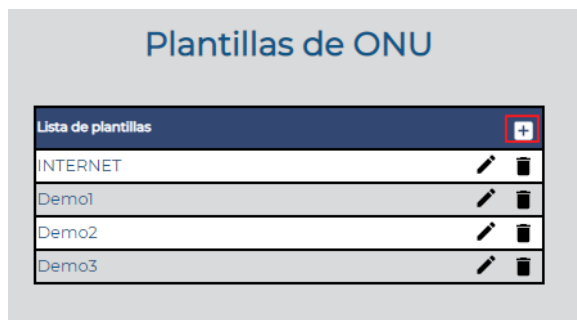 Plantillas de ONU
Lista de plantillas
INTERNET
Demo1
Demo2
Demo3